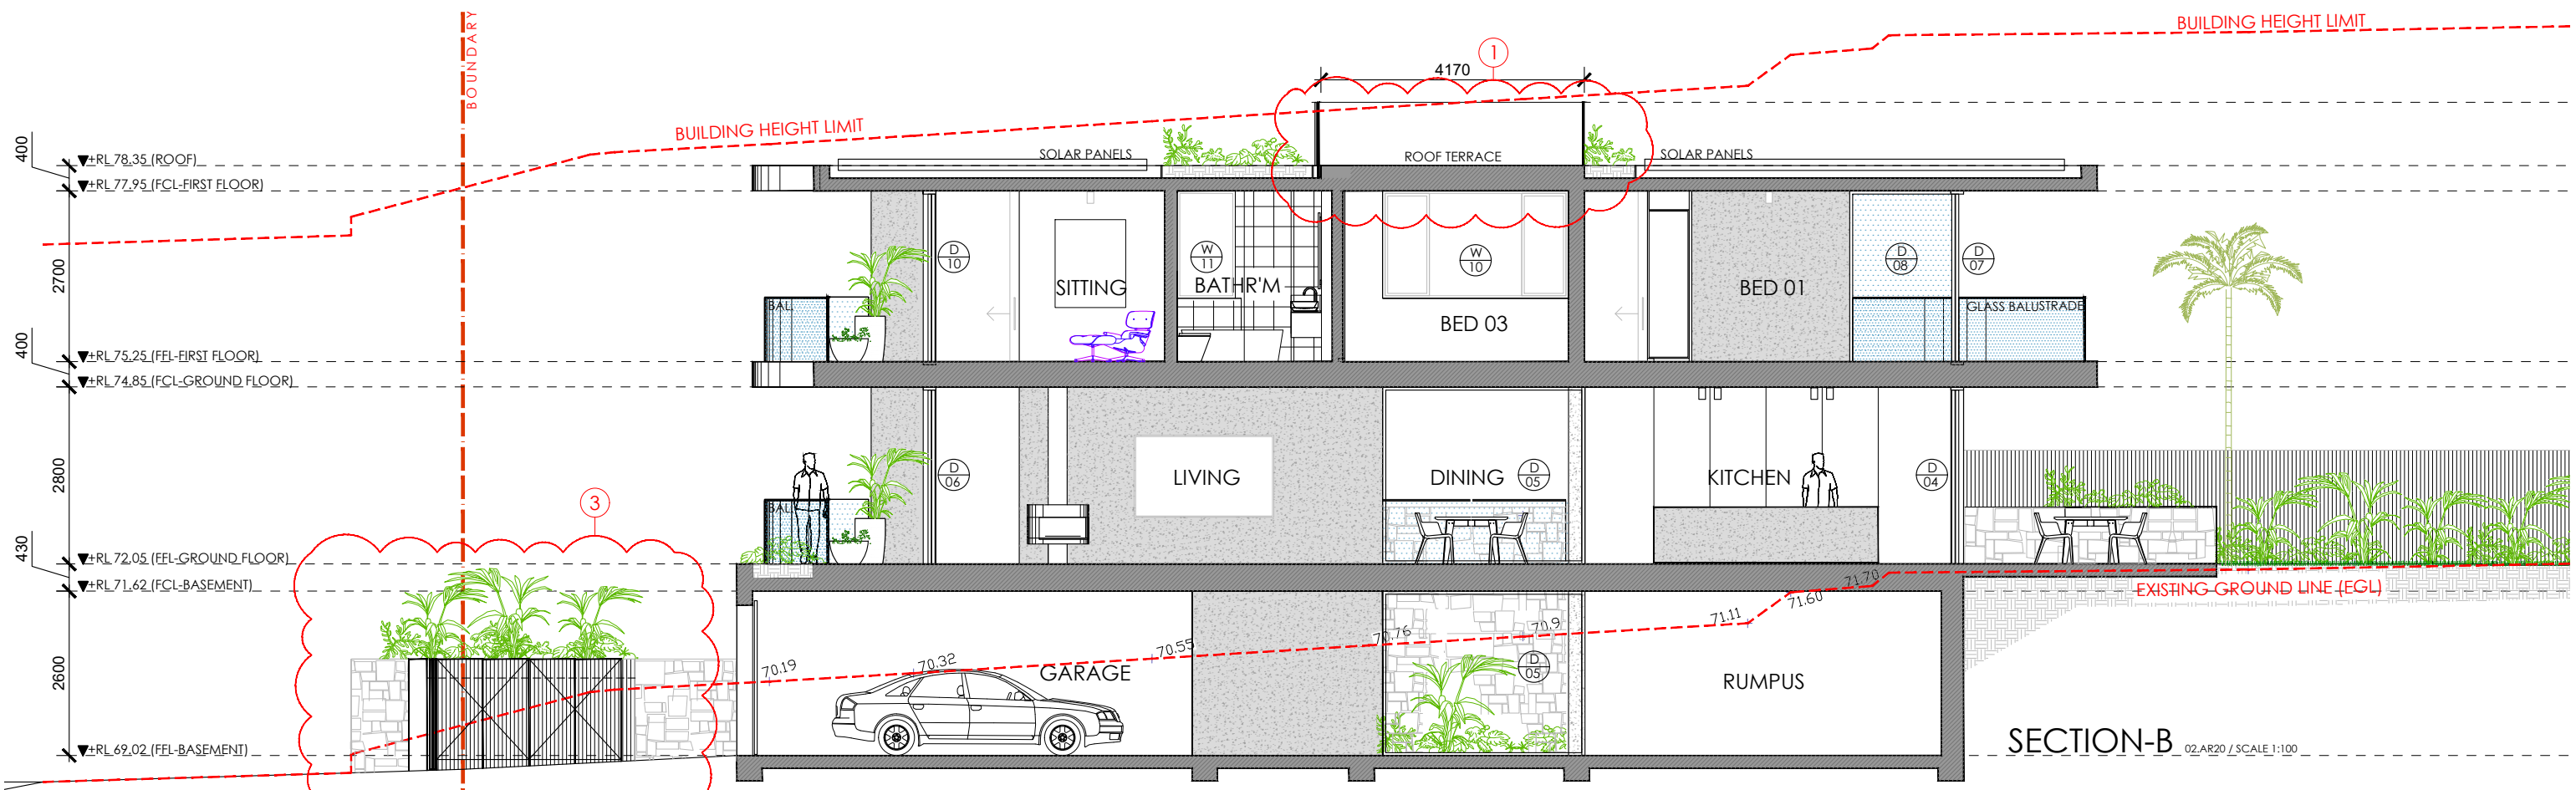 BOUNDARY
BUILDING HEIGHT LIMIT
1
4170
BUILDING HEIGHT LIMIT
400
+RL 78.35 (ROOF)
SOLAR PANELS
ROOF TERRACE
SOLAR PANELS
+RL 77.95 (FCL-FIRST FLOOR)
2700
D
10
W
11
W
10
D
08
D
07
SITTING
BATHR'M
BED 03
BED 01
BAL
GLASS BALUSTRADE
400
+RL 75.25 (FFL-FIRST FLOOR)
+RL 74.85 (FCL-GROUND FLOOR)
2800
D
06
LIVING
DINING
D
05
KITCHEN
D
04
3
BAL
430
+RL 72.05 (FFL-GROUND FLOOR)
+RL 71.62 (FCL-BASEMENT)
71.70
71.60
EXISTING GROUND LINE (EGL)
71.11
70.9
70.76
70.55
70.32
70.19
2600
GARAGE
D
05
RUMPUS
+RL 69.02 (FFL-BASEMENT)
SECTION-B 02.AR20 / SCALE 1:100